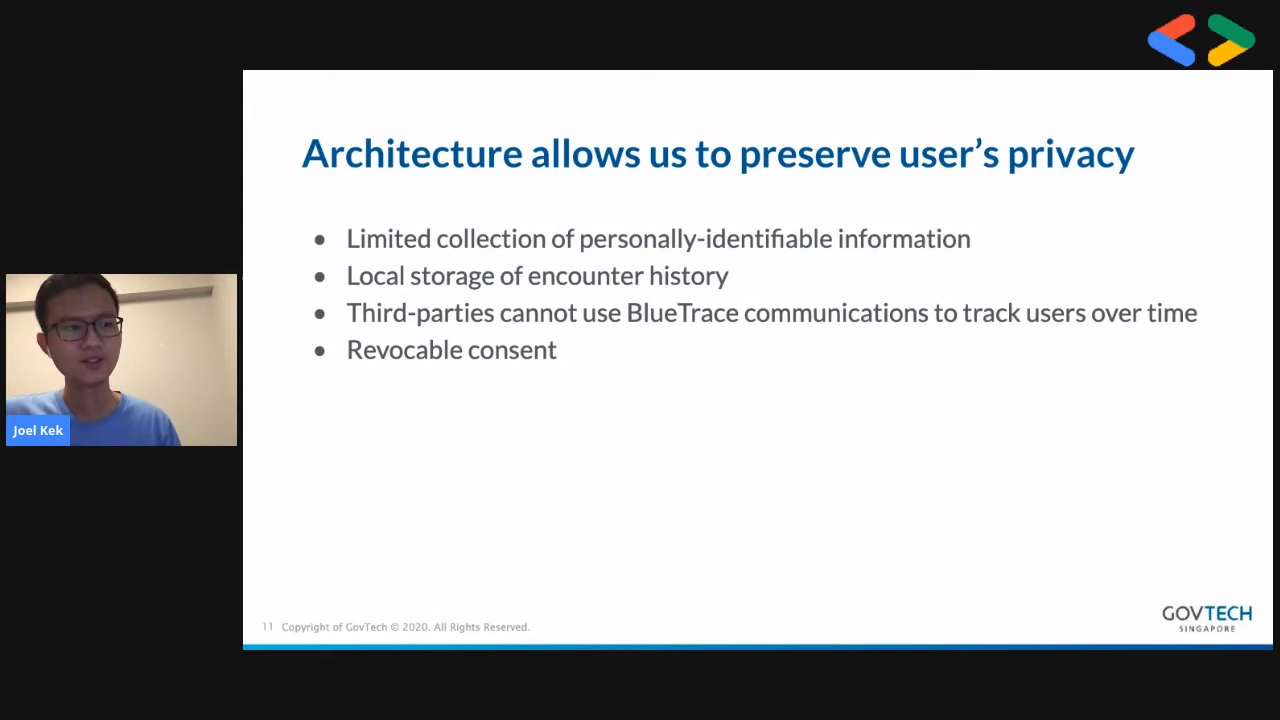 Architecture allows us to preserve user’s privacy
● Limited collection of personally-identifiable information
● Local storage of encounter history
● Third-parties cannot use BlueTrace communications to track users over time
● Revocable consent
Joel Kek
11 Copyright of GovTech © 2020. All Rights Reserved.
GOVTECH
SINGAPORE